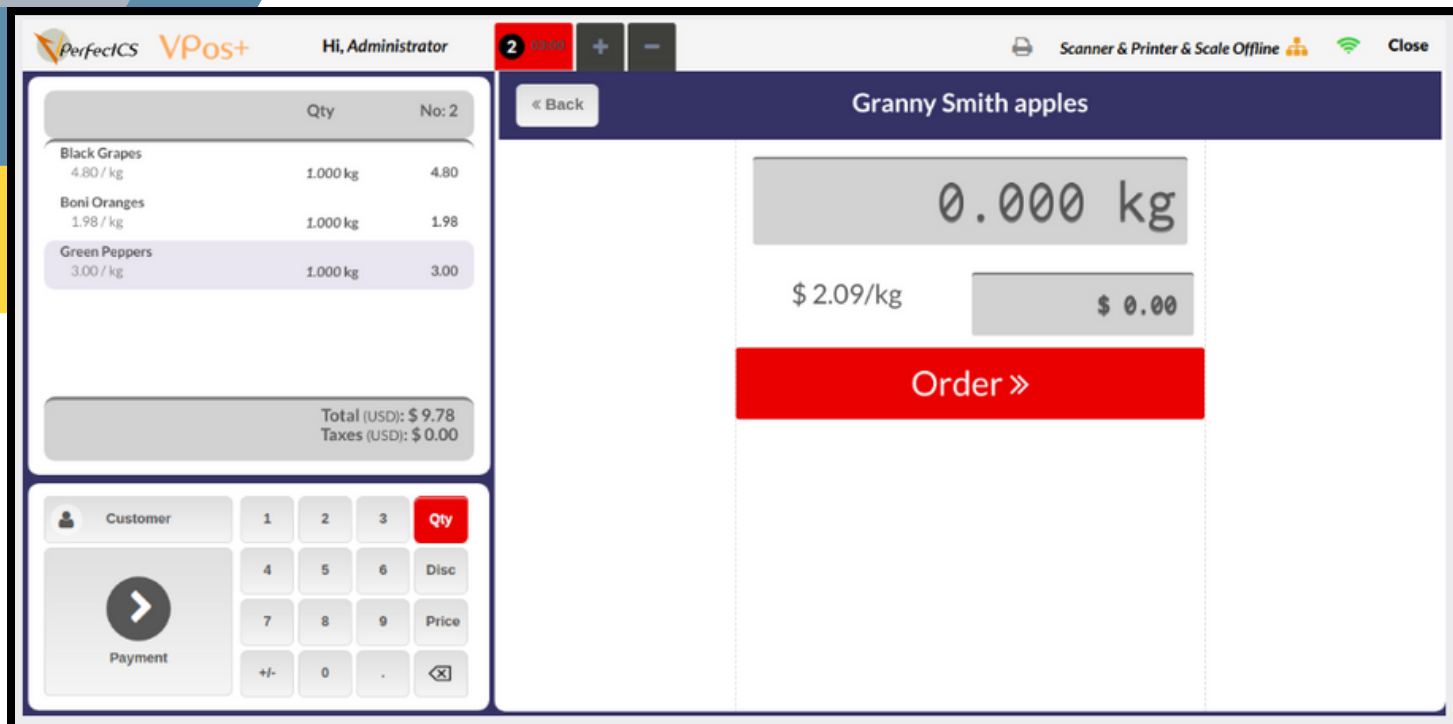 PerfecICS VPos+ Hi, Administrator 2 03:00 + − Scanner & Printer & Scale Offline Close
Qty No: 2
Black Grapes
4.80 / kg 1.000 kg 4.80
Boni Oranges
1.98 / kg 1.000 kg 1.98
Green Peppers
3.00 / kg 1.000 kg 3.00
Total (USD): $ 9.78
Taxes (USD): $ 0.00
Customer 1 2 3 Qty
4 5 6 Disc
7 8 9 Price
Payment
+/- 0 .
« Back Granny Smith apples
0.000 kg
$ 2.09/kg $ 0.00
Order »